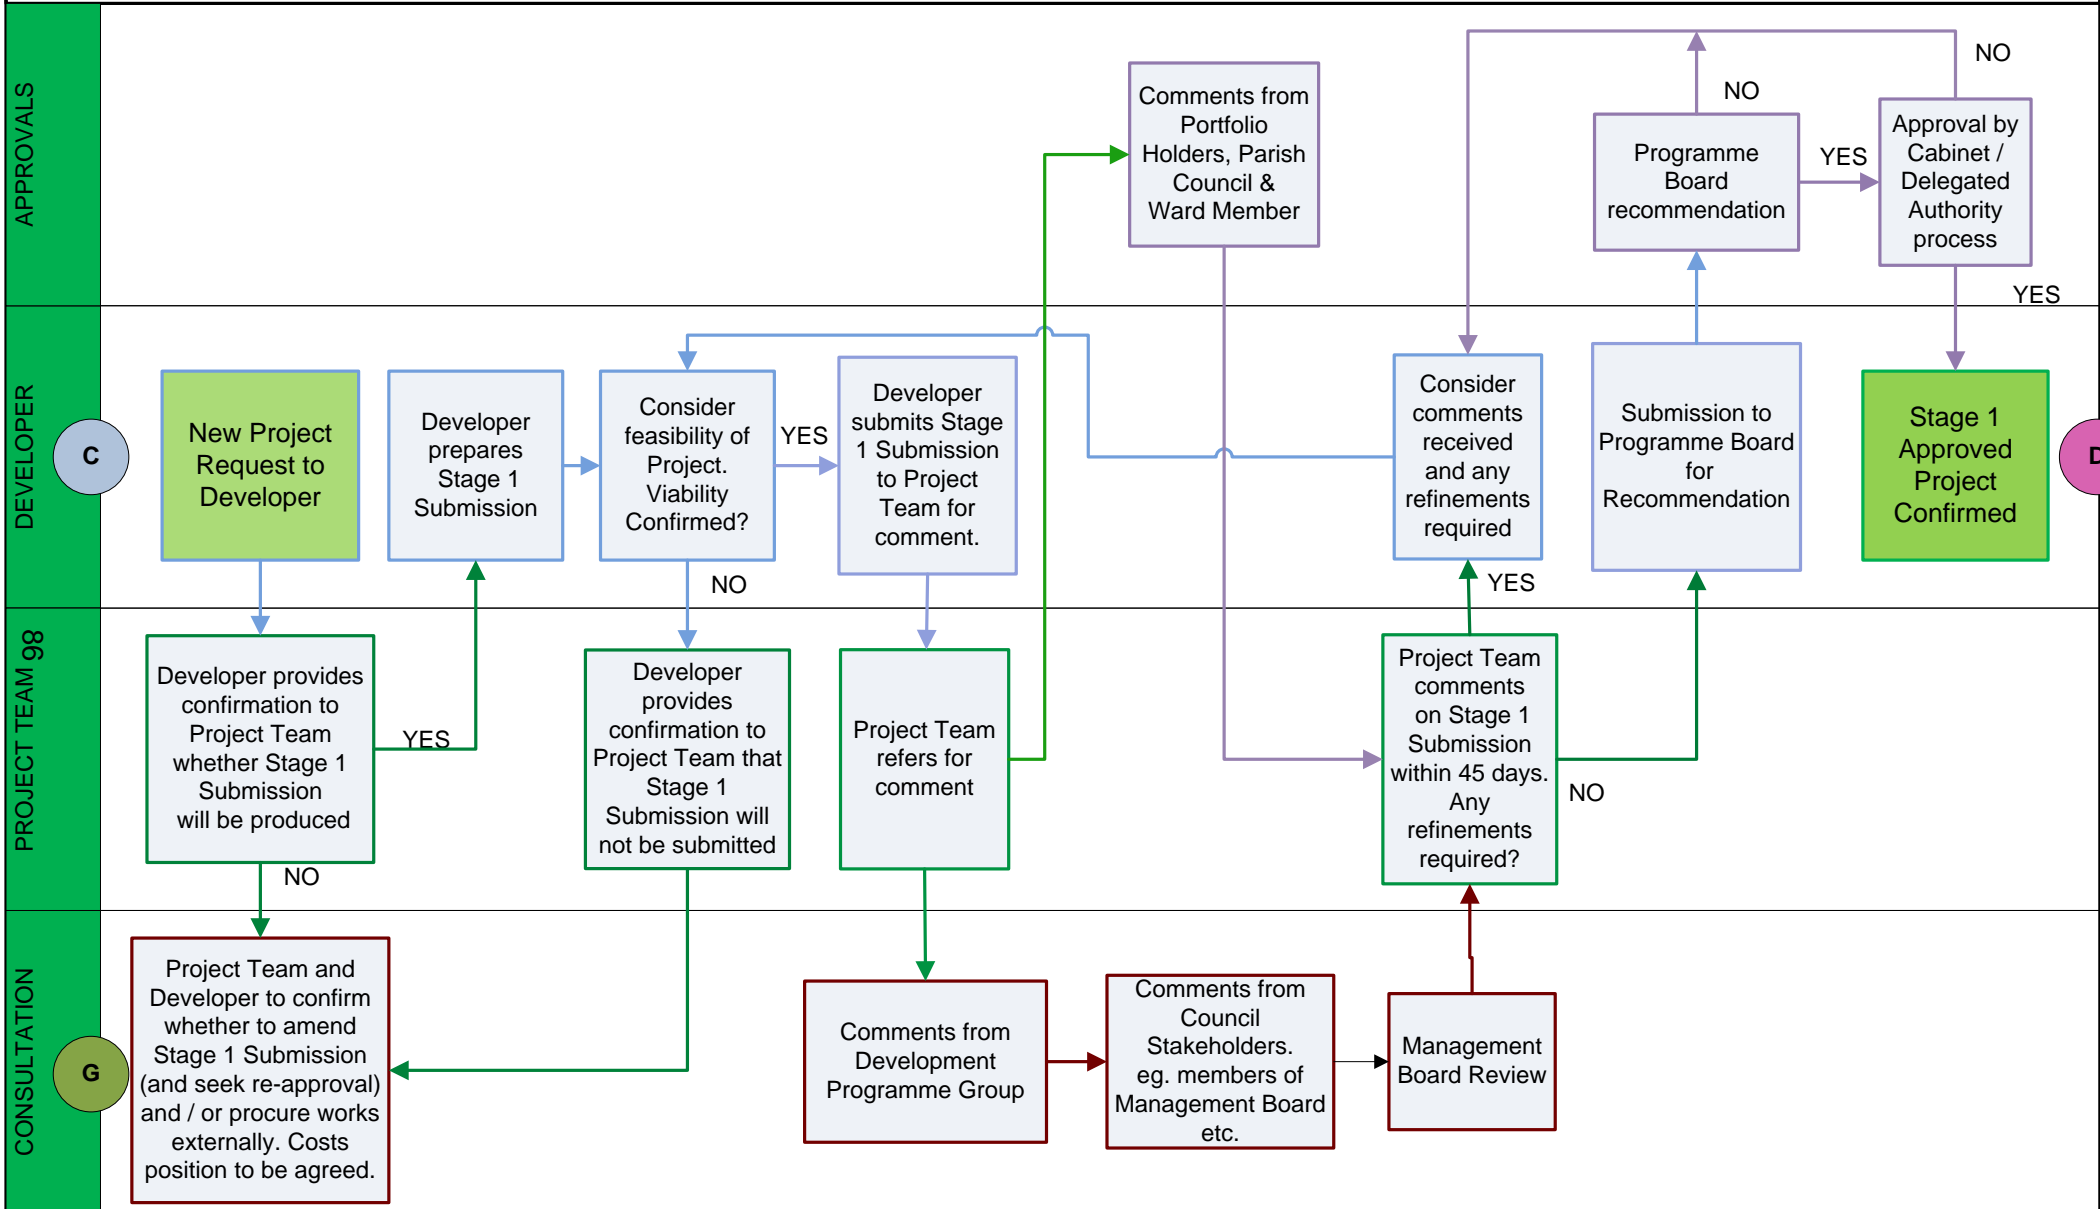 APPROVALS
Comments from
Portfolio
Holders, Parish
Council &
Ward Member
NO
Programme
Board
recommendation
YES
NO
Approval by
Cabinet /
Delegated
Authority
process
YES
DEVELOPER
C
New Project
Request to
Developer
Developer
prepares
Stage 1
Submission
Consider
feasibility of
Project.
Viability
Confirmed?
YES
NO
Developer
submits Stage
1 Submission
to Project
Team for
comment.
Consider
comments
received
and any
refinements
required
YES
Submission to
Programme Board
for
Recommendation
Stage 1
Approved
Project
Confirmed
D
PROJECT TEAM
98
Developer provides
confirmation to
Project Team
whether Stage 1
Submission
will be produced
YES
NO
Developer
provides
confirmation to
Project Team that
Stage 1
Submission will
not be submitted
Project Team
refers for
comment
Project Team
comments
on Stage 1
Submission
within 45 days.
Any
refinements
required?
NO
CONSULTATION
G
Project Team and
Developer to confirm
whether to amend
Stage 1 Submission
(and seek re-approval)
and / or procure works
externally. Costs
position to be agreed.
Comments from
Development
Programme Group
Comments from
Council
Stakeholders.
eg. members of
Management Board
etc.
Management
Board Review